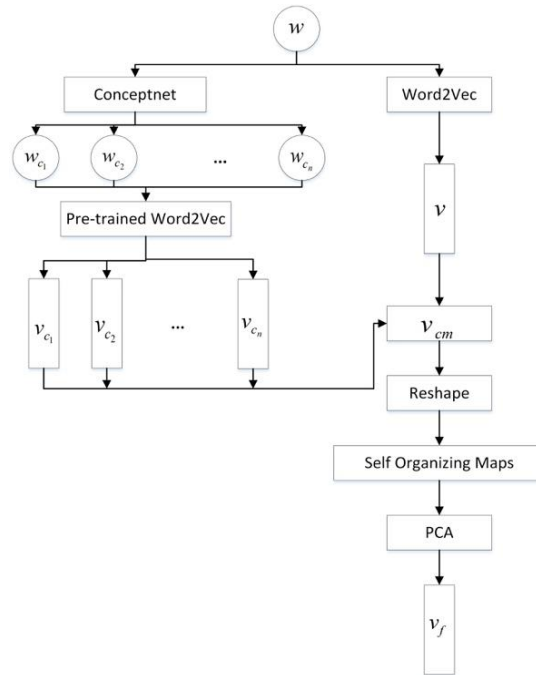 w
Conceptnet Word2Vec
w_{c_1} w_{c_2} ... w_{c_n}
Pre-trained Word2Vec
v
v_{c_1} v_{c_2} ... v_{c_n}
v_{cm}
Reshape
Self Organizing Maps
PCA
v_f